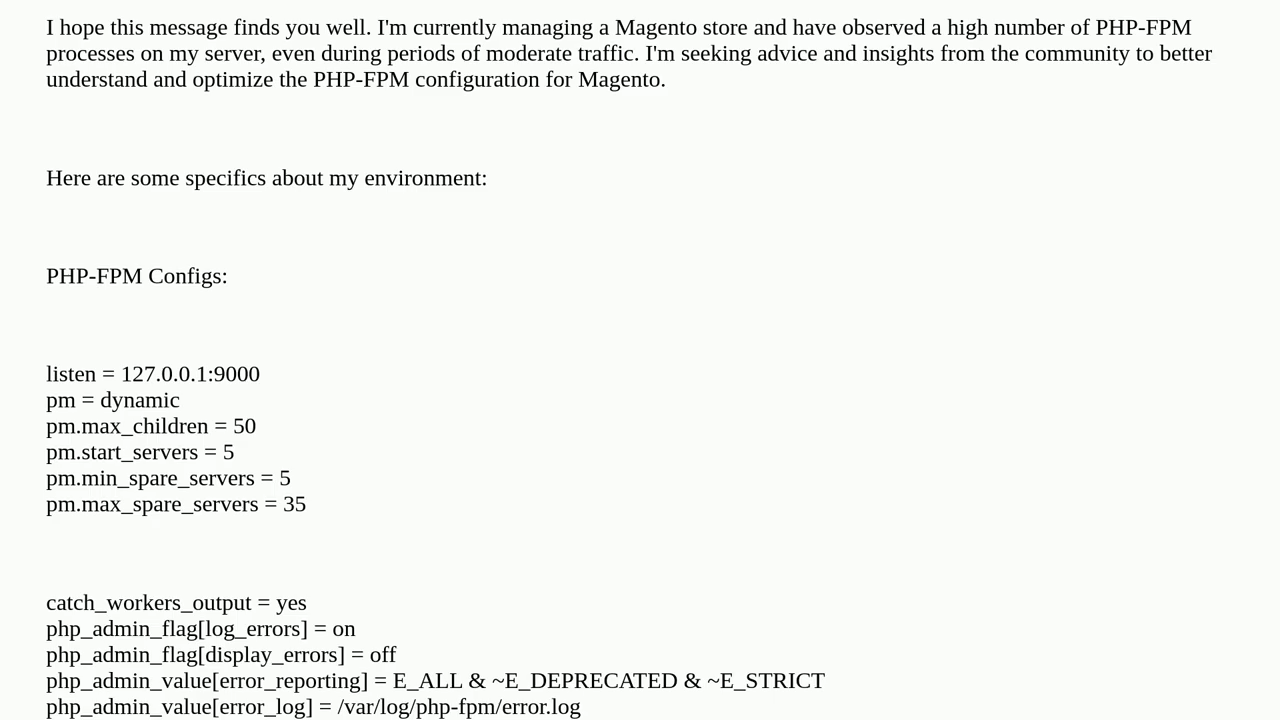 I hope this message finds you well. I'm currently managing a Magento store and have observed a high number of PHP-FPM
processes on my server, even during periods of moderate traffic. I'm seeking advice and insights from the community to better
understand and optimize the PHP-FPM configuration for Magento.
Here are some specifics about my environment:
PHP-FPM Configs:
listen = 127.0.0.1:9000
pm = dynamic
pm.max_children = 50
pm.start_servers = 5
pm.min_spare_servers = 5
pm.max_spare_servers = 35
catch_workers_output = yes
php_admin_flag[log_errors] = on
php_admin_flag[display_errors] = off
php_admin_value[error_reporting] = E_ALL & ~E_DEPRECATED & ~E_STRICT
php_admin_value[error_log] = /var/log/php-fpm/error.log